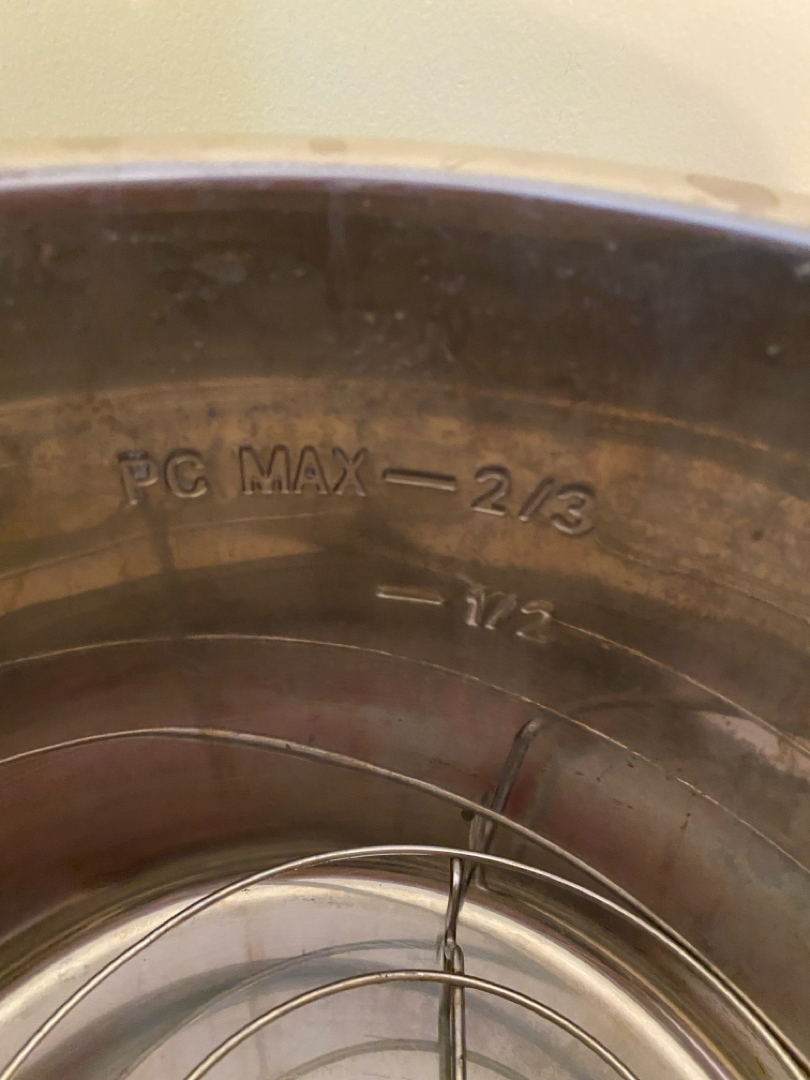 PC MAX — 2/3
— 1/2